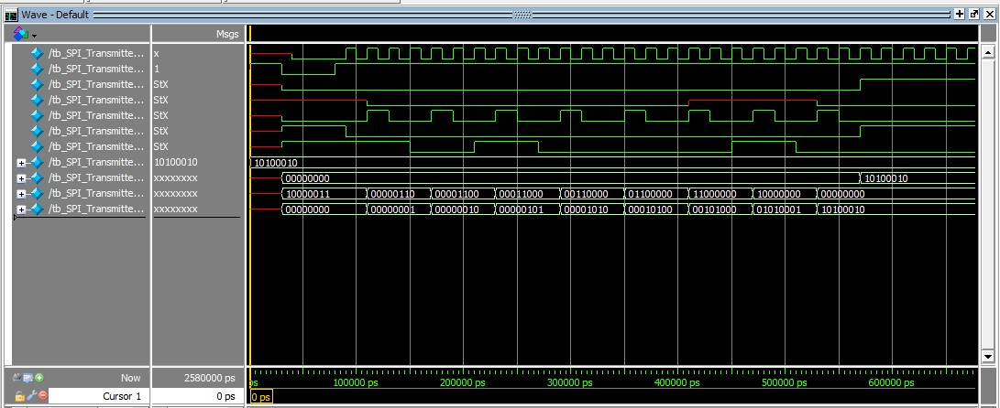 Wave - Default
Msgs
/tb_SPI_Transmitte... x
/tb_SPI_Transmitte... 1
/tb_SPI_Transmitte... StX
/tb_SPI_Transmitte... StX
/tb_SPI_Transmitte... StX
/tb_SPI_Transmitte... StX
/tb_SPI_Transmitte... StX
/tb_SPI_Transmitte... 10100010 10100010
/tb_SPI_Transmitte... xxxxxxxx 00000000 10100010
/tb_SPI_Transmitte... xxxxxxxx 10000011 00000110 00001100 00011000 00110000 01100000 11000000 10000000 00000000
/tb_SPI_Transmitte... xxxxxxxx 00000000 00000001 00000010 00000101 00001010 00010100 00101000 01010001 10100010
Now 2580000 ps ps 100000 ps 200000 ps 300000 ps 400000 ps 500000 ps 600000 ps
Cursor 1 0 ps 0 ps